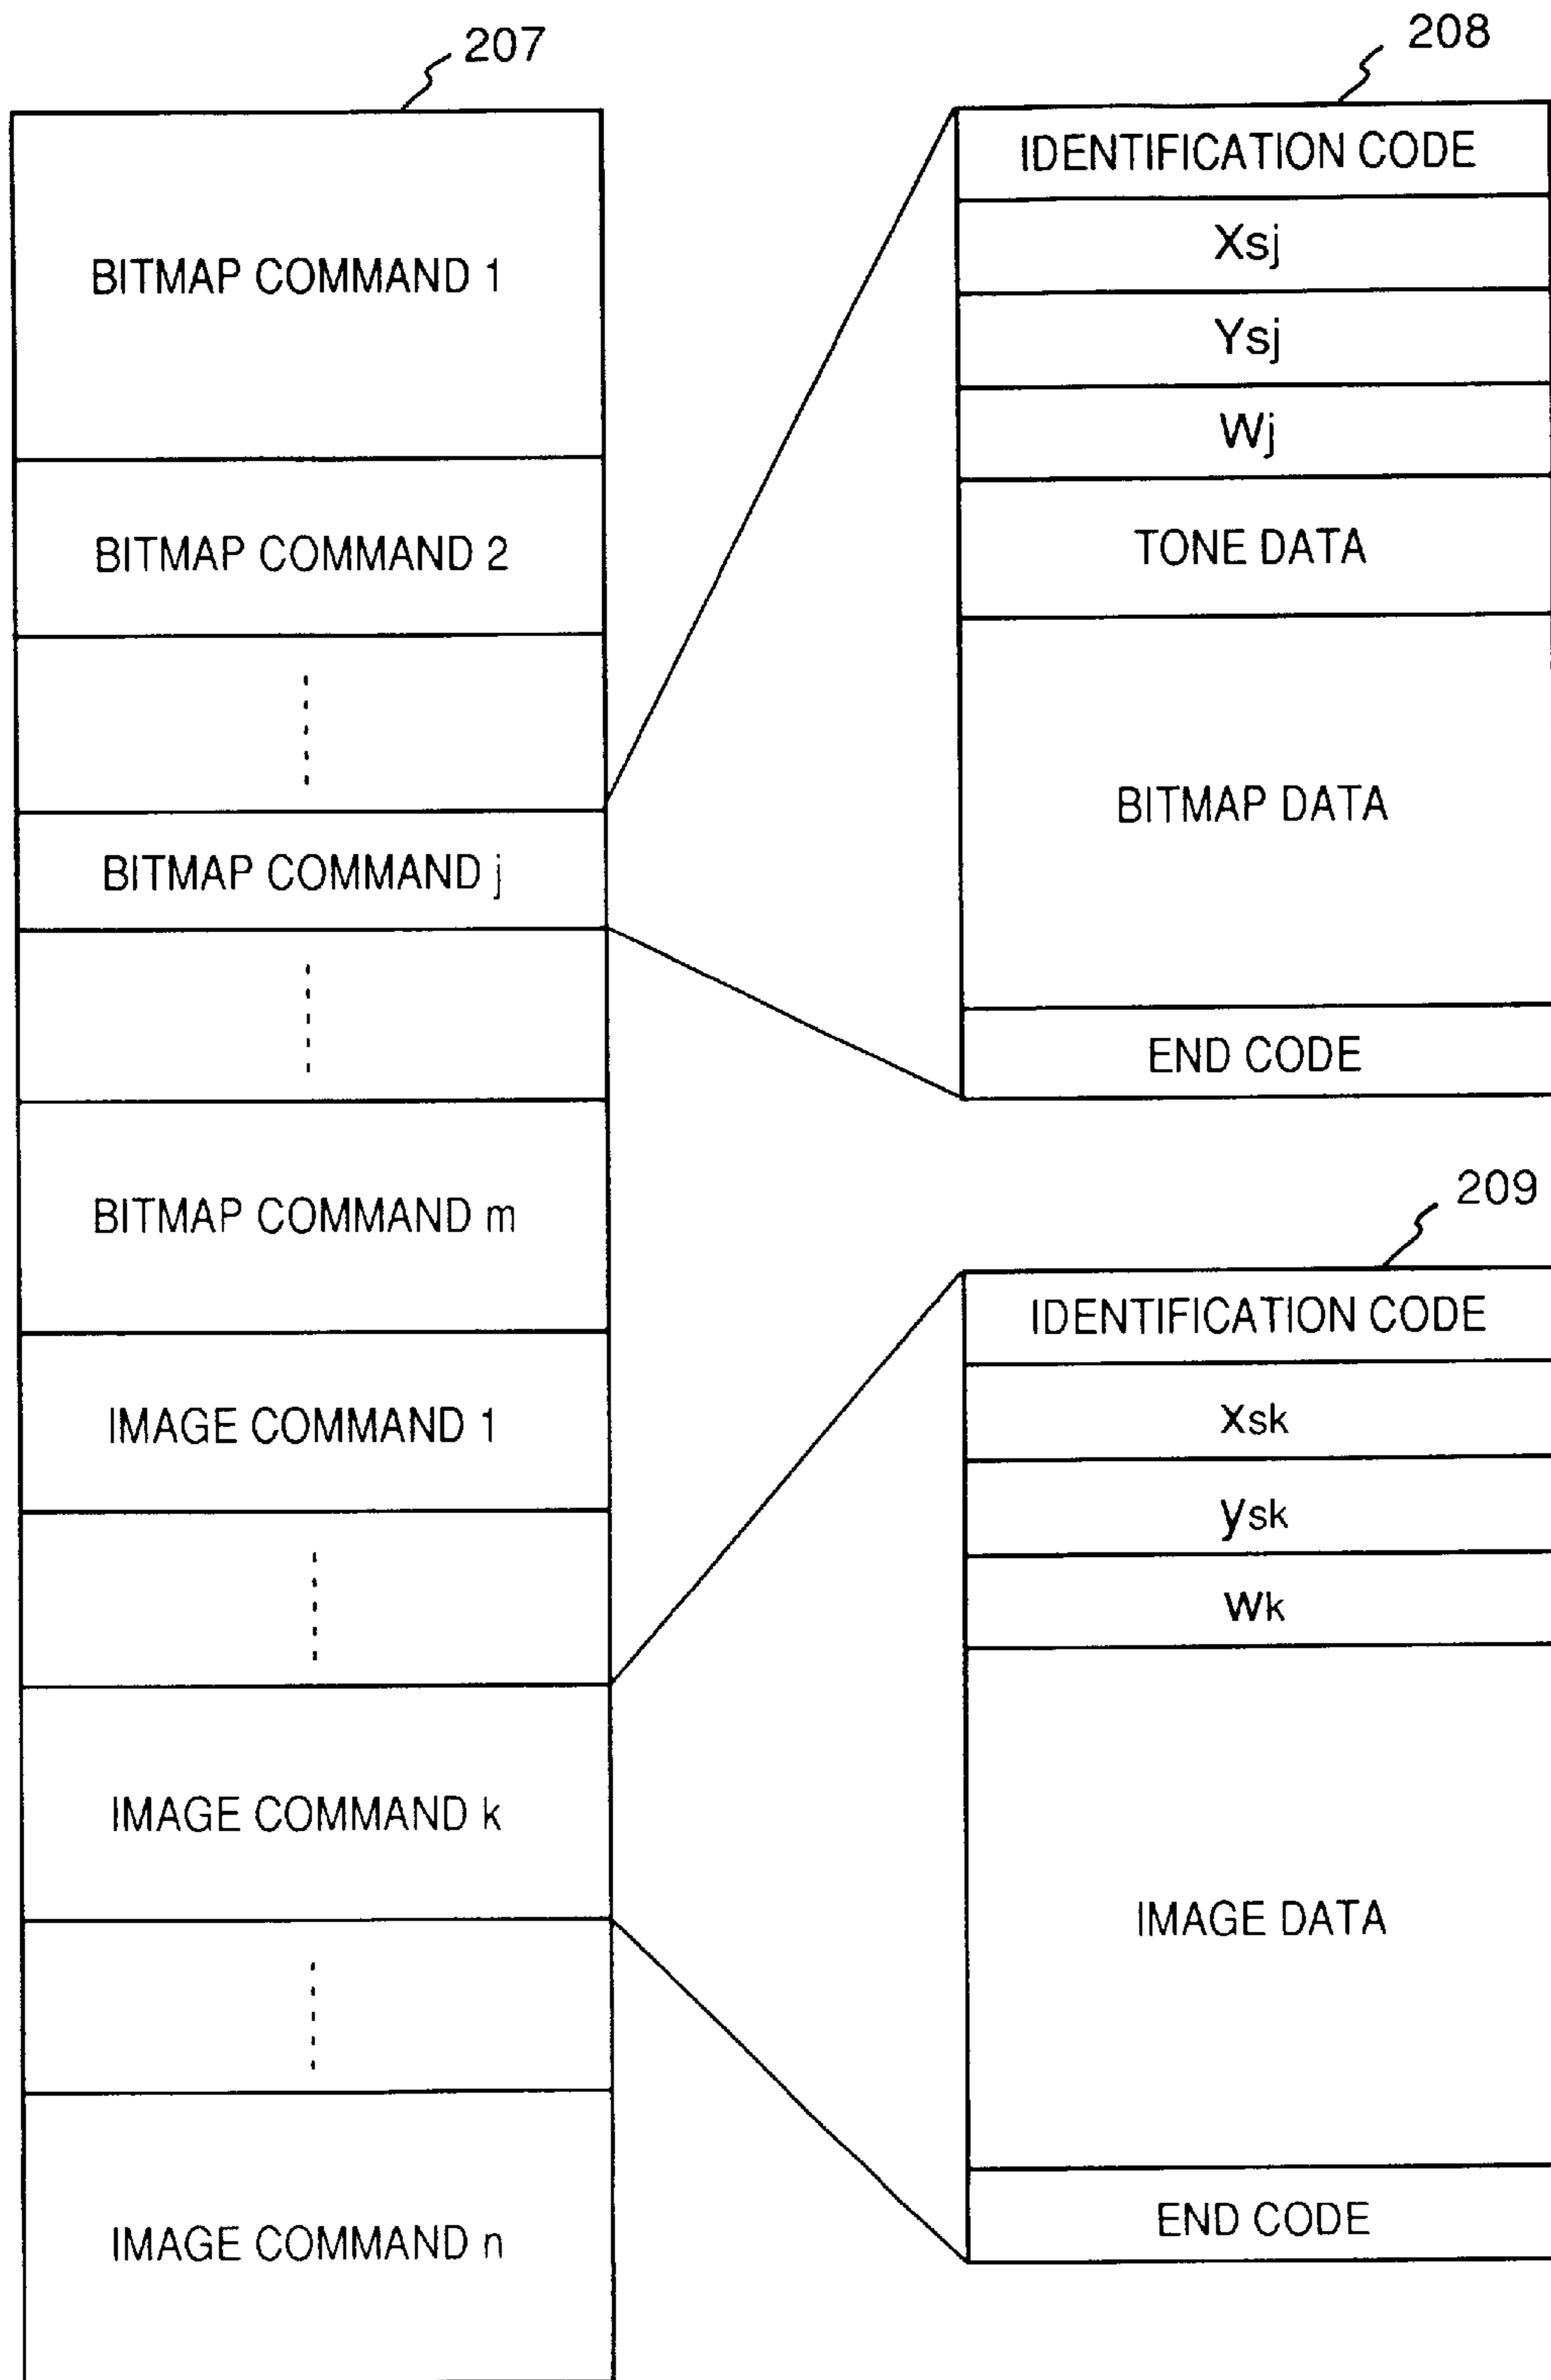 207
BITMAP COMMAND 1
BITMAP COMMAND 2
BITMAP COMMAND j
BITMAP COMMAND m
IMAGE COMMAND 1
IMAGE COMMAND k
IMAGE COMMAND n
208
IDENTIFICATION CODE
Xsj
Ysj
Wj
TONE DATA
BITMAP DATA
END CODE
209
IDENTIFICATION CODE
xsk
ysk
wk
IMAGE DATA
END CODE